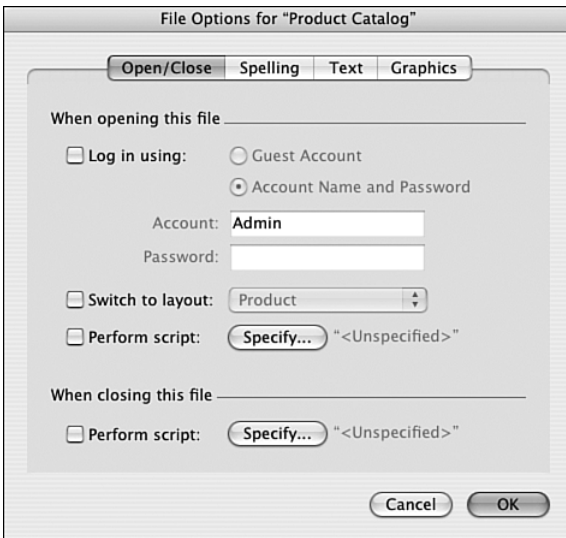 File Options for “Product Catalog”
Open/Close Spelling Text Graphics
When opening this file
Log in using: Guest Account
Account Name and Password
Account: Admin
Password:
Switch to layout: Product
Perform script: Specify... “<Unspecified>”
When closing this file
Perform script: Specify... “<Unspecified>”
Cancel OK